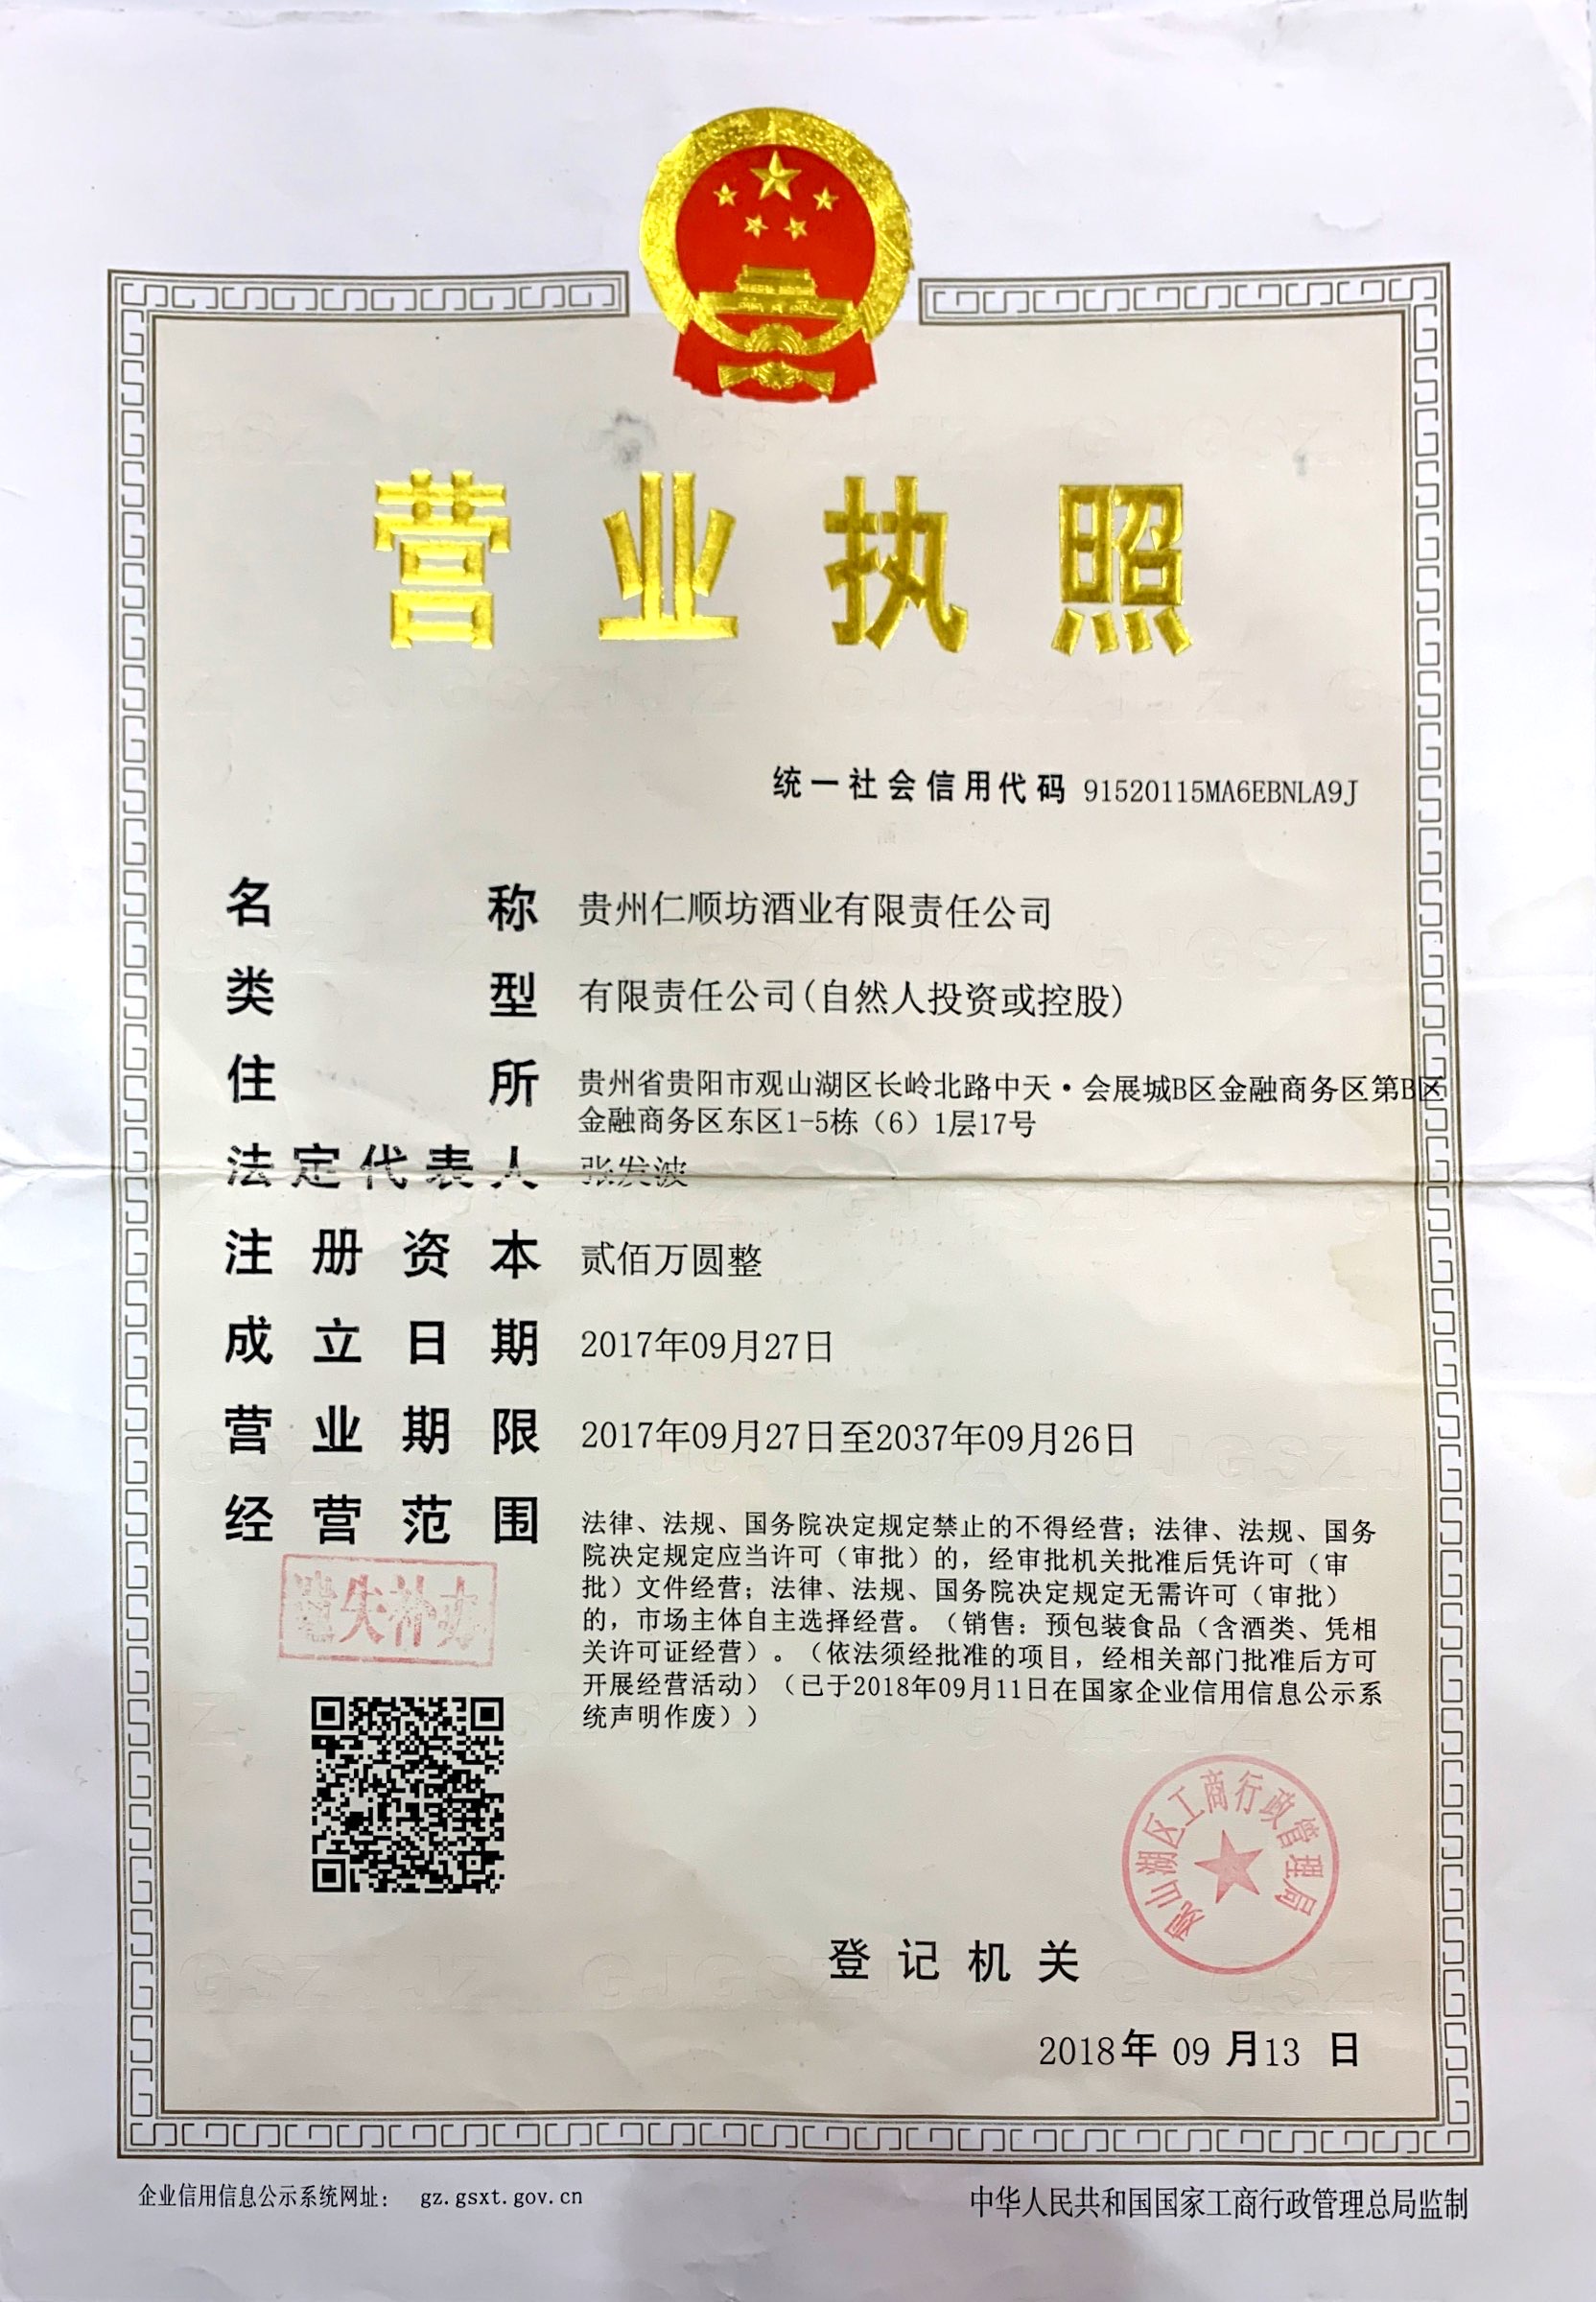 营业执照
统一社会信用代码 91520115MA6EBNLA9J
名称 贵州仁顺坊酒业有限责任公司
类型 有限责任公司(自然人投资或控股)
住所 贵州省贵阳市观山湖区长岭北路中天·会展城B区金融商务区第B区
金融商务区东区1-5栋（6）1层17号
法定代表人 张发波
注册资本 贰佰万圆整
成立日期 2017年09月27日
营业期限 2017年09月27日至2037年09月26日
经营范围 法律、法规、国务院决定规定禁止的不得经营；法律、法规、国务
院决定规定应当许可（审批）的，经审批机关批准后凭许可（审
批）文件经营；法律、法规、国务院决定规定无需许可（审批）
的，市场主体自主选择经营。（销售：预包装食品（含酒类、凭相
关许可证经营）。（依法须经批准的项目，经相关部门批准后方可
开展经营活动）（已于2018年09月11日在国家企业信用信息公示系
统声明作废））
遗失补办
观山湖区工商行政管理局
登记机关
2018年 09 月13 日
企业信用信息公示系统网址： gz.gsxt.gov.cn
中华人民共和国国家工商行政管理总局监制